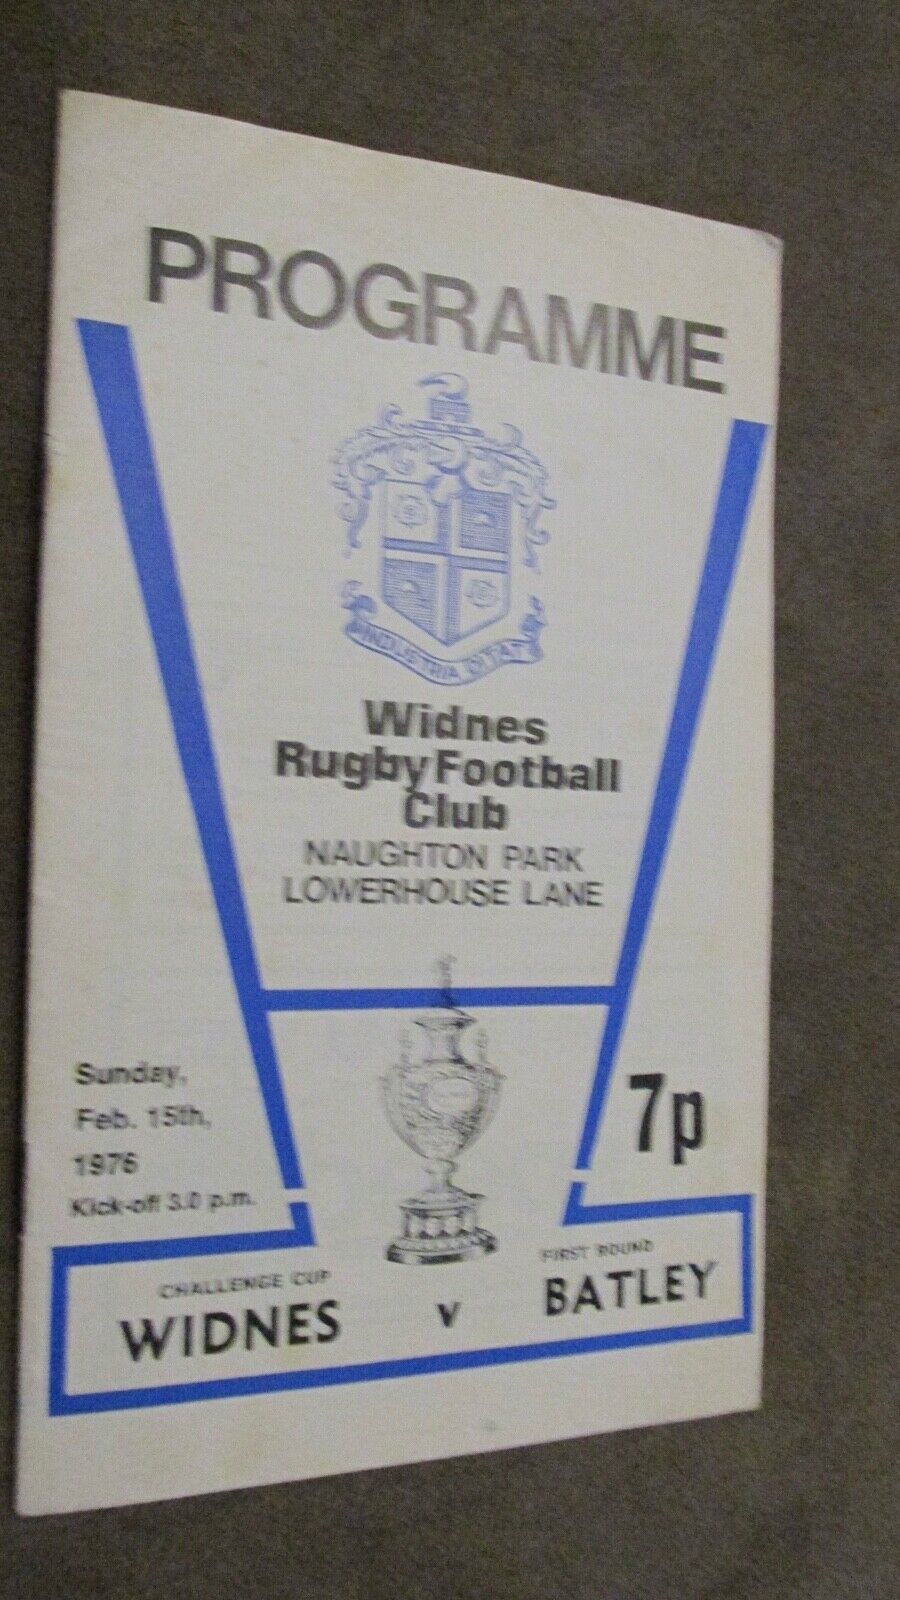 PROGRAMME
INDUSTRIA DITAT
Widnes
Rugby Football
Club
NAUGHTON PARK
LOWERHOUSE LANE
Sunday,
Feb. 15th,
1976
Kick-off 3.0 p.m.
7p
CHALLENGE CUP
FIRST ROUND
WIDNES v BATLEY